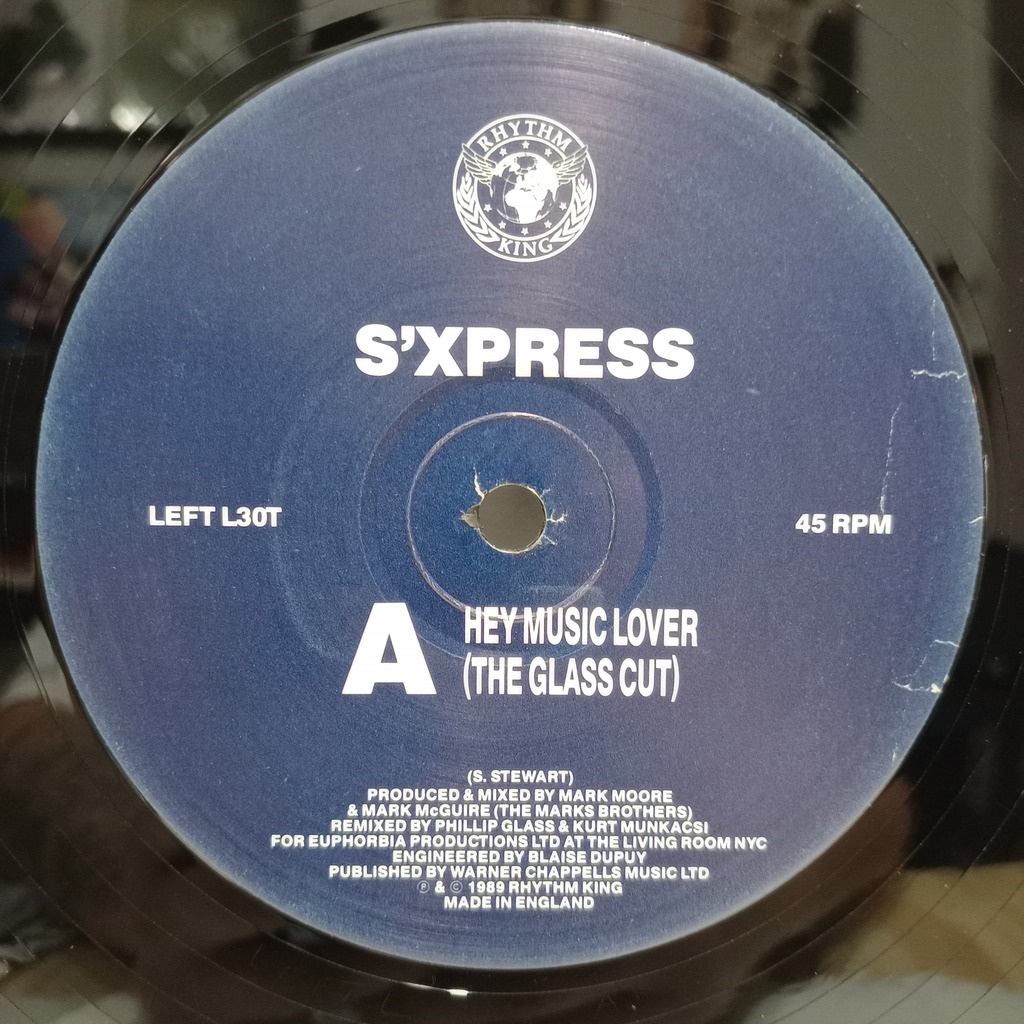 RHYTHM
KING
S'XPRESS
LEFT L30T
45 RPM
A
HEY MUSIC LOVER
(THE GLASS CUT)
(S. STEWART)
PRODUCED & MIXED BY MARK MOORE
& MARK McGUIRE (THE MARKS BROTHERS)
REMIXED BY PHILLIP GLASS & KURT MUNKACSI
FOR EUPHORBIA PRODUCTIONS LTD AT THE LIVING ROOM NYC
ENGINEERED BY BLAISE DUPUY
PUBLISHED BY WARNER CHAPPELLS MUSIC LTD
℗ & © 1989 RHYTHM KING
MADE IN ENGLAND